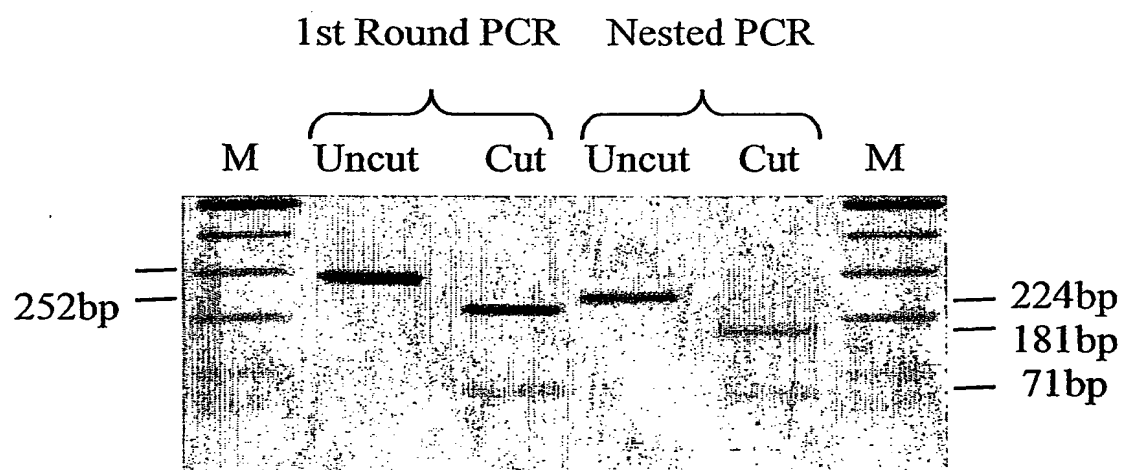 1st Round PCR Nested PCR
M Uncut Cut Uncut Cut M
252bp
224bp
181bp
71bp